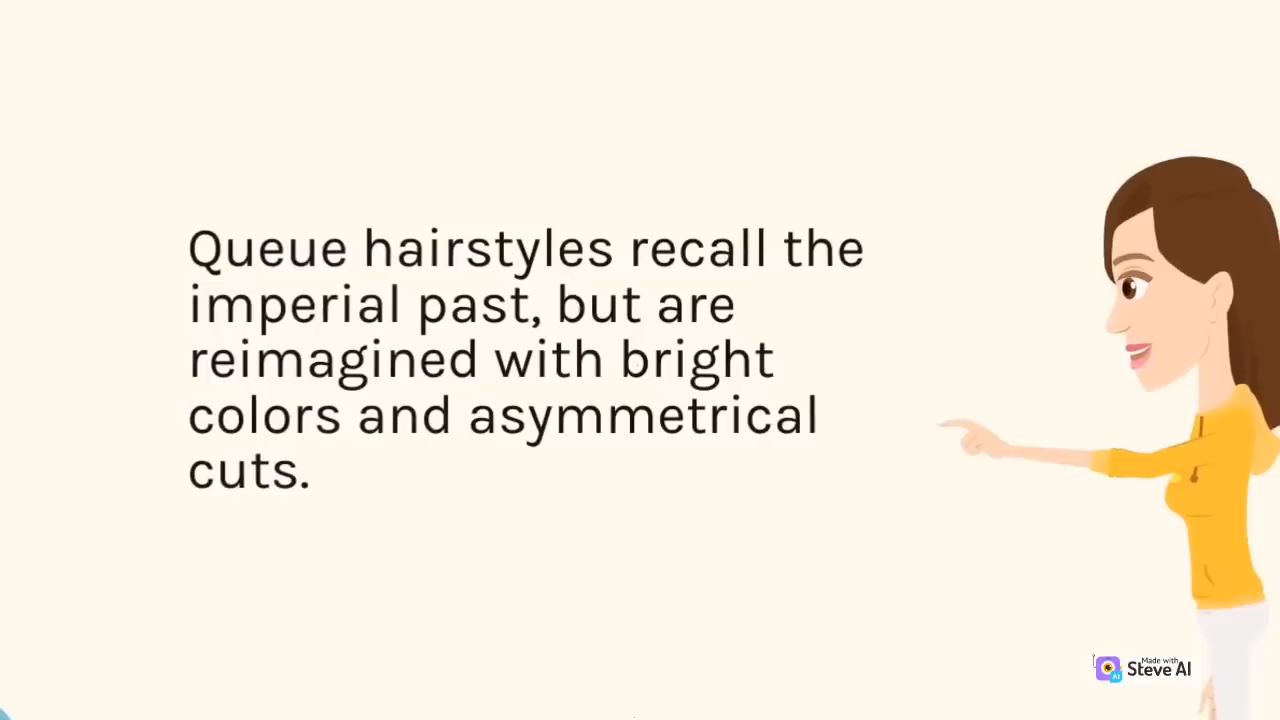 Queue hairstyles recall the
imperial past, but are
reimagined with bright
colors and asymmetrical
cuts.
Made with
AI Steve AI